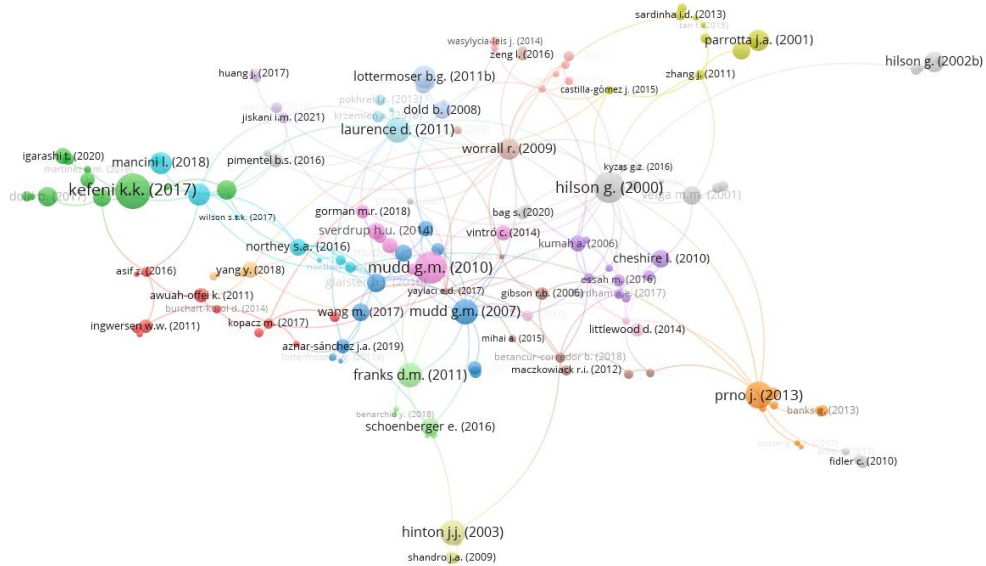 sardinha i.d. (2013)
wasylycia-leis j. (2014)
parrotta j.a. (2001)
zeng l. (2016)
hilson g. (2002b)
huang j. (2017)
lottermoser b.g. (2011b)
zhang j. (2011)
castilla-gómez j. (2015)
dold b. (2008)
jiskani i.m. (2021)
laurence d. (2011)
worrall r. (2009)
igarashi t. (2020)
mancini l. (2018)
pimentel b.s. (2016)
kyzas g.z. (2016)
kefeni k.k. (2017)
hilson g. (2000)
veiga m.m. (2001)
wilson s.t.k. (2017)
gorman m.r. (2018)
bag s. (2020)
sverdrup h.u. (2014)
vintró c. (2014)
northey s.a. (2016)
kumah a. (2006)
cheshire l. (2010)
asif z. (2016)
yang y. (2018)
mudd g.m. (2010)
essah m. (2016)
awuah-offei k. (2011)
yaylacı e.d. (2017)
gibson r.b. (2006)
burchart-korol d. (2014)
wang m. (2017)
mudd g.m. (2007)
ingwersen w.w. (2011)
kopacz m. (2017)
littlewood d. (2014)
mihai a. (2015)
aznar-sánchez j.a. (2019)
betancur-corredor b. (2018)
maczkowiack r.i. (2012)
franks d.m. (2011)
prno j. (2013)
banks g. (2013)
schoenberger e. (2016)
fidler c. (2010)
hinton j.j. (2003)
shandro j.a. (2009)